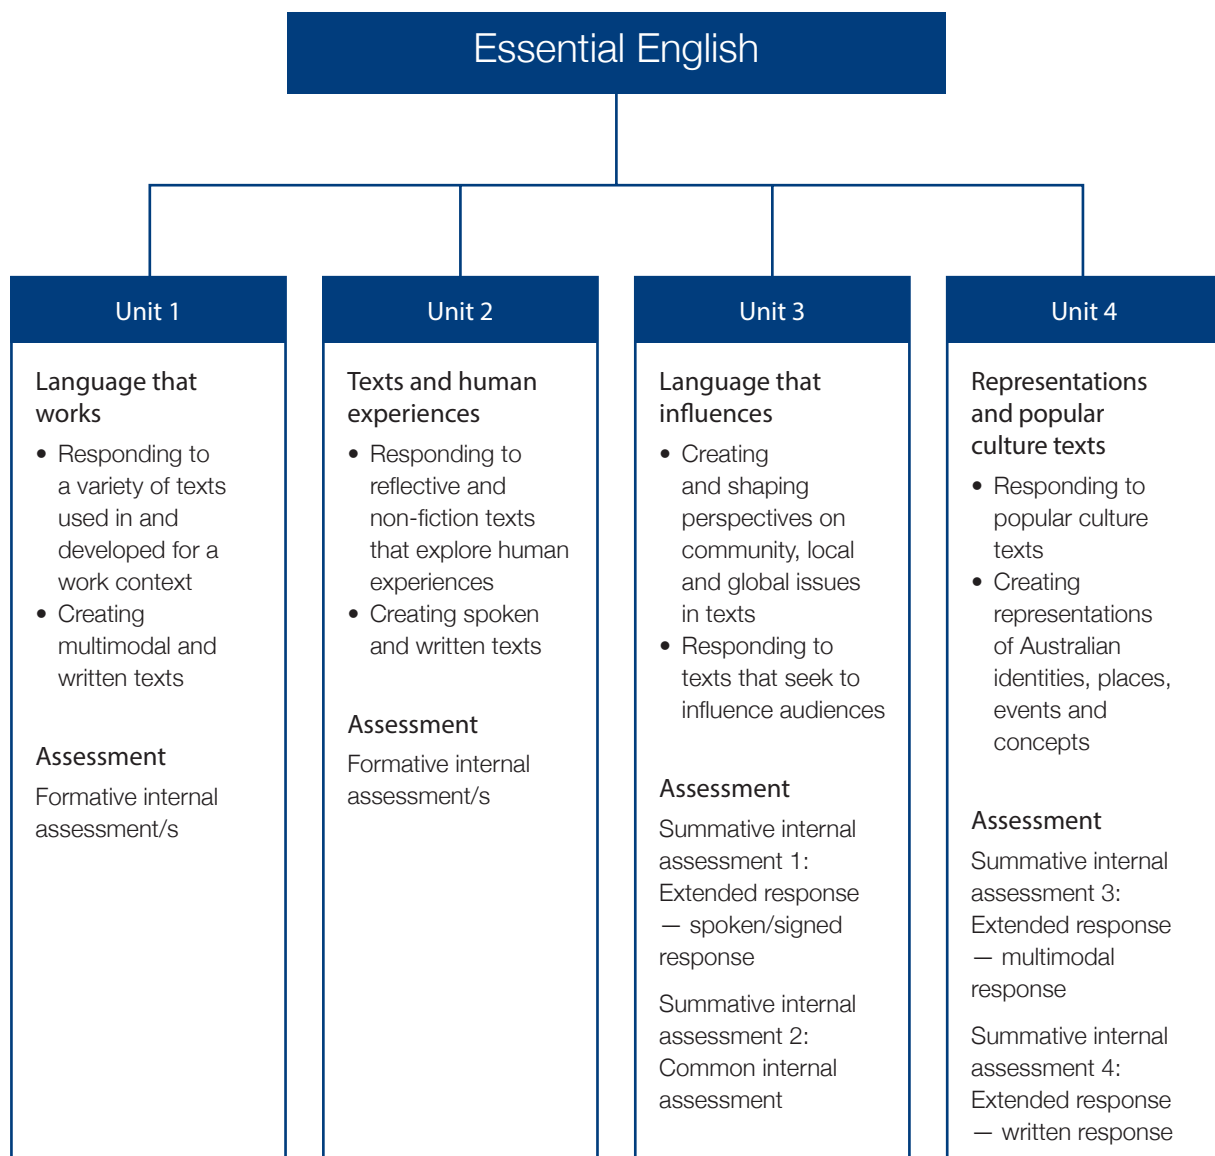 Essential English
Unit 1
Language that
works
• Responding to
a variety of texts
used in and
developed for a
work context
• Creating
multimodal and
written texts
Assessment
Formative internal
assessment/s
Unit 2
Texts and human
experiences
• Responding to
reflective and
non-fiction texts
that explore human
experiences
• Creating spoken
and written texts
Assessment
Formative internal
assessment/s
Unit 3
Language that
influences
• Creating
and shaping
perspectives on
community, local
and global issues
in texts
• Responding to
texts that seek to
influence audiences
Assessment
Summative internal
assessment 1:
Extended response
— spoken/signed
response
Summative internal
assessment 2:
Common internal
assessment
Unit 4
Representations
and popular
culture texts
• Responding to
popular culture
texts
• Creating
representations
of Australian
identities, places,
events and
concepts
Assessment
Summative internal
assessment 3:
Extended response
— multimodal
response
Summative internal
assessment 4:
Extended response
— written response